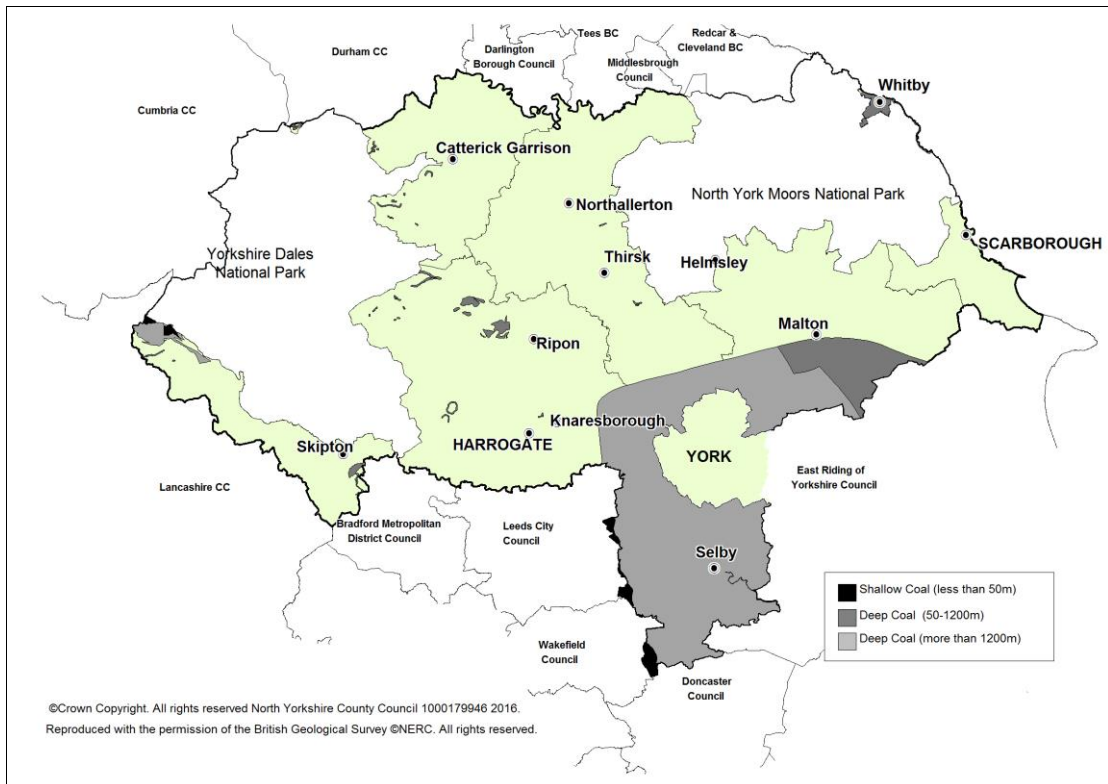 Tees BC
Redcar &
Cleveland BC
Durham CC
Darlington
Borough Council
Middlesbrough
Council
Whitby
Cumbria CC
Catterick Garrison
North York Moors National Park
Northallerton
SCARBOROUGH
Yorkshire Dales
National Park
Thirsk
Helmsley
Malton
Ripon
Knaresborough
HARROGATE
Skipton
YORK
East Riding of
Yorkshire Council
Lancashire CC
Bradford Metropolitan
District Council
Leeds City
Council
Selby
Shallow Coal (less than 50m)
Deep Coal (50-1200m)
Deep Coal (more than 1200m)
Wakefield
Council
Doncaster
Council
©Crown Copyright. All rights reserved North Yorkshire County Council 1000179946 2016.
Reproduced with the permission of the British Geological Survey ©NERC. All rights reserved.